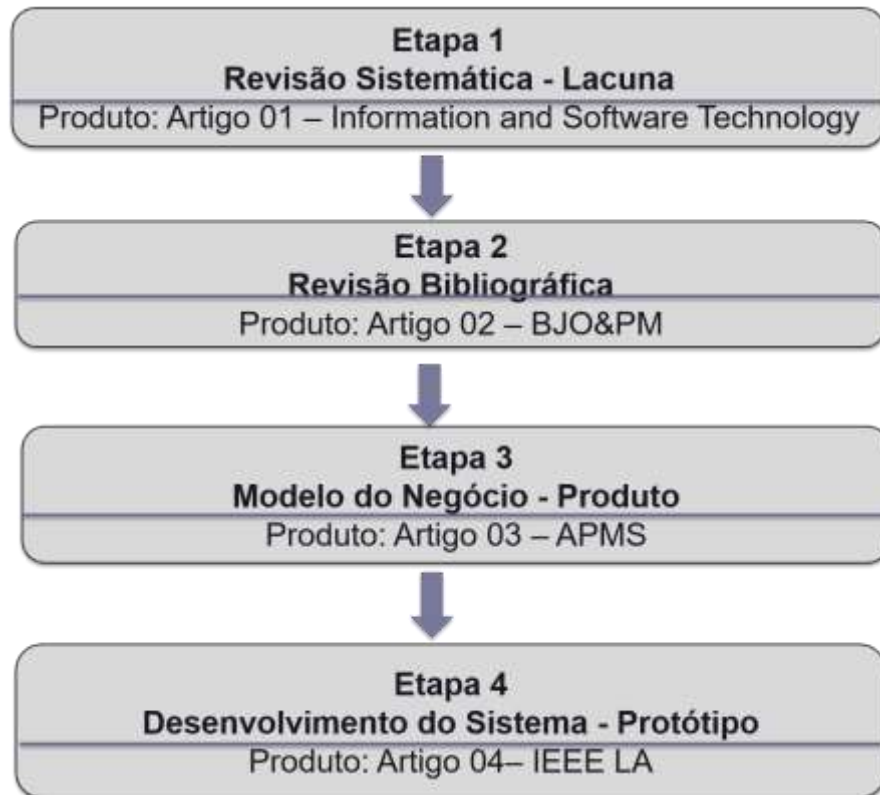 Etapa 1
Revisão Sistemática - Lacuna
Produto: Artigo 01 – Information and Software Technology
Etapa 2
Revisão Bibliográfica
Produto: Artigo 02 – BJO&PM
Etapa 3
Modelo do Negócio - Produto
Produto: Artigo 03 – APMS
Etapa 4
Desenvolvimento do Sistema - Protótipo
Produto: Artigo 04– IEEE LA